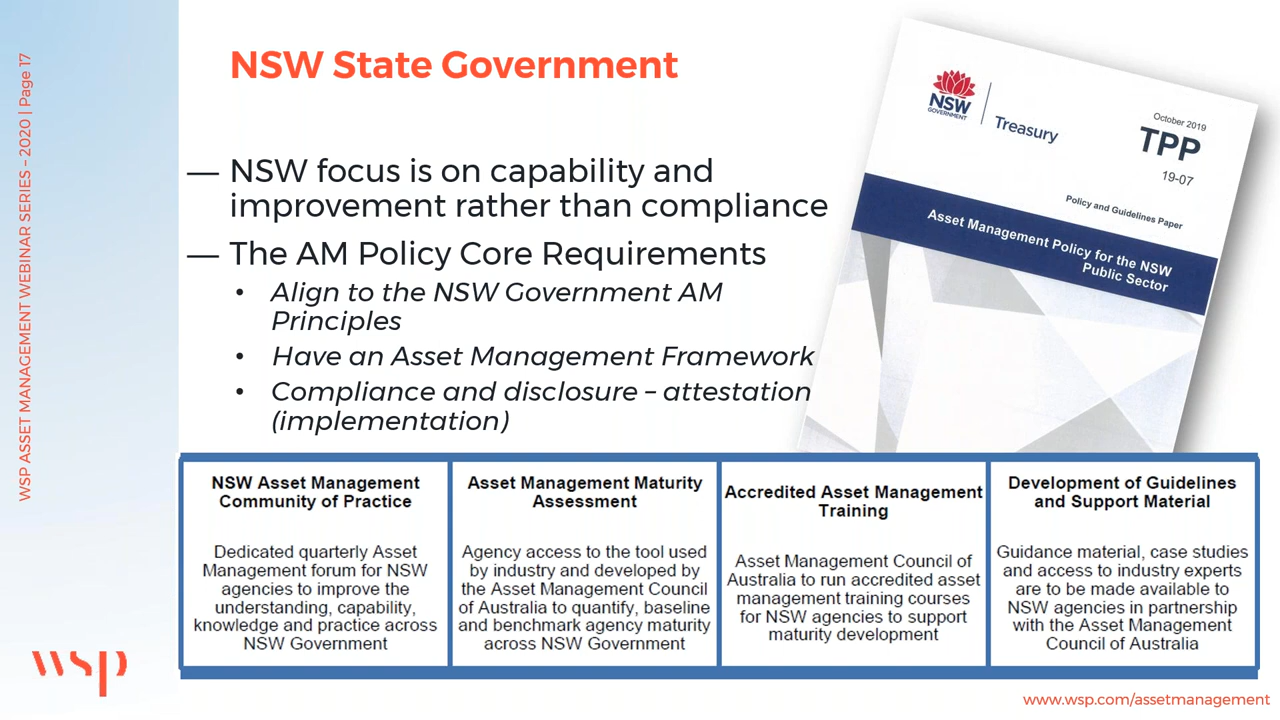 WSP ASSET MANAGEMENT WEBINAR SERIES – 2020 | Page 17
NSW State Government
— NSW focus is on capability and
improvement rather than compliance
— The AM Policy Core Requirements
• Align to the NSW Government AM
Principles
• Have an Asset Management Framework
• Compliance and disclosure – attestation
(implementation)
NSW
GOVERNMENT
Treasury
October 2019
TPP
19-07
Policy and Guidelines Paper
Asset Management Policy for the NSW
Public Sector
NSW Asset Management
Community of Practice
Dedicated quarterly Asset
Management forum for NSW
agencies to improve the
understanding, capability,
knowledge and practice across
NSW Government
Asset Management Maturity
Assessment
Agency access to the tool used
by industry and developed by
the Asset Management Council
of Australia to quantify, baseline
and benchmark agency maturity
across NSW Government
Accredited Asset Management
Training
Asset Management Council of
Australia to run accredited asset
management training courses
for NSW agencies to support
maturity development
Development of Guidelines
and Support Material
Guidance material, case studies
and access to industry experts
are to be made available to
NSW agencies in partnership
with the Asset Management
Council of Australia
wsp
www.wsp.com/assetmanagement